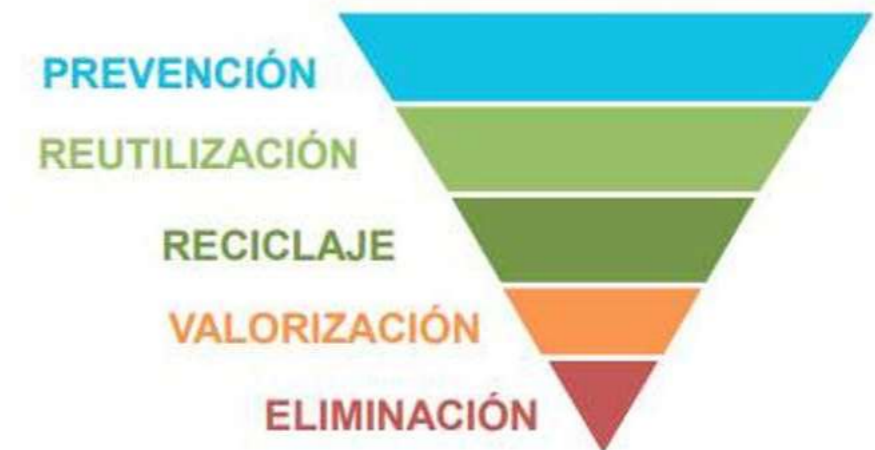 PREVENCIÓN
REUTILIZACIÓN
RECICLAJE
VALORIZACIÓN
ELIMINACIÓN